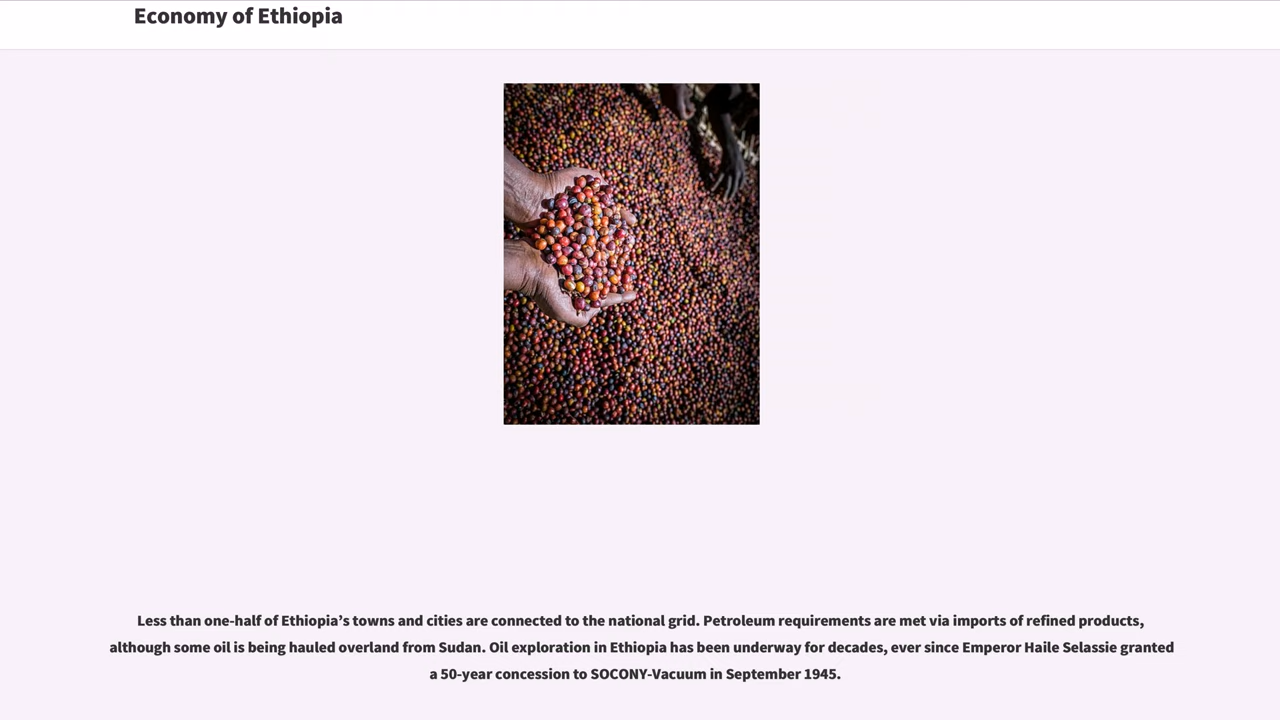 Economy of Ethiopia
Less than one-half of Ethiopia’s towns and cities are connected to the national grid. Petroleum requirements are met via imports of refined products,
although some oil is being hauled overland from Sudan. Oil exploration in Ethiopia has been underway for decades, ever since Emperor Haile Selassie granted
a 50-year concession to SOCONY-Vacuum in September 1945.